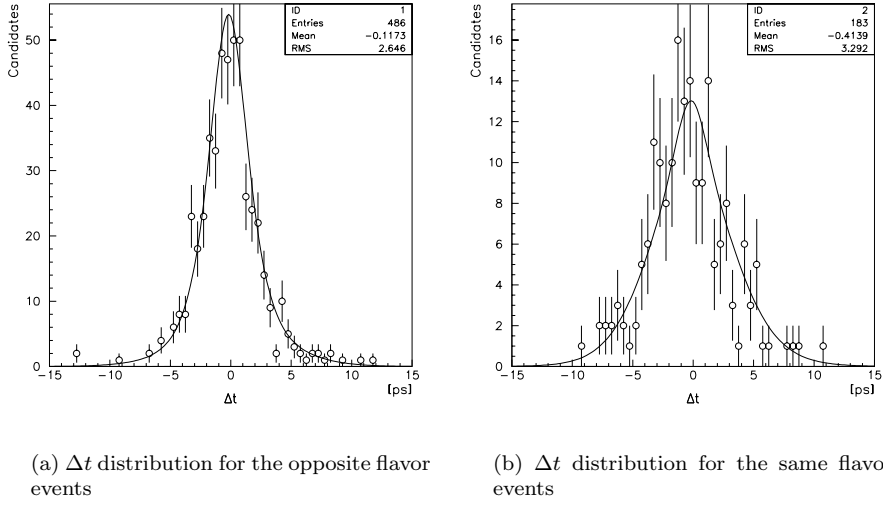 ID 1
Entries 486
Mean −0.1173
RMS 2.646
Candidates
50
40
30
20
10
0
−15 −10 −5 0 5 10 15
[ps]
Δt
ID 2
Entries 183
Mean −0.4139
RMS 3.292
Candidates
16
14
12
10
8
6
4
2
0
−15 −10 −5 0 5 10 15
[ps]
Δt
(a) Δt distribution for the opposite flavor
events
(b) Δt distribution for the same flavo
events